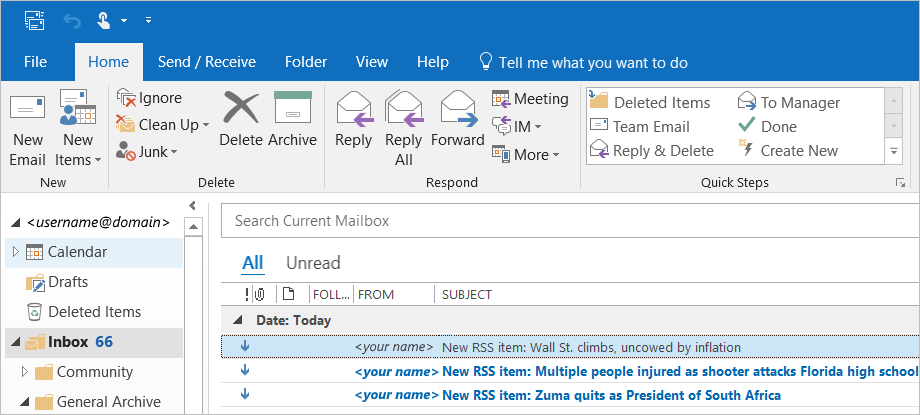 File Home Send / Receive Folder View Help Tell me what you want to do
New Email
New Items
Ignore
Clean Up
Junk
Delete
Archive
Reply
Reply All
Forward
Meeting
IM
More
Deleted Items
Team Email
Reply & Delete
To Manager
Done
Create New
New Delete Respond Quick Steps
<username@domain>
Calendar
Drafts
Deleted Items
Inbox 66
Community
General Archive
Search Current Mailbox
All Unread
! FOLL... FROM SUBJECT
Date: Today
<your name> New RSS item: Wall St. climbs, uncowed by inflation
<your name> New RSS item: Multiple people injured as shooter attacks Florida high school
<your name> New RSS item: Zuma quits as President of South Africa